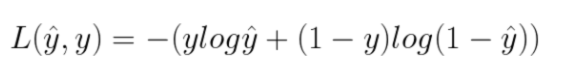 L(ŷ, y) = −(ylogŷ + (1 − y)log(1 − ŷ))